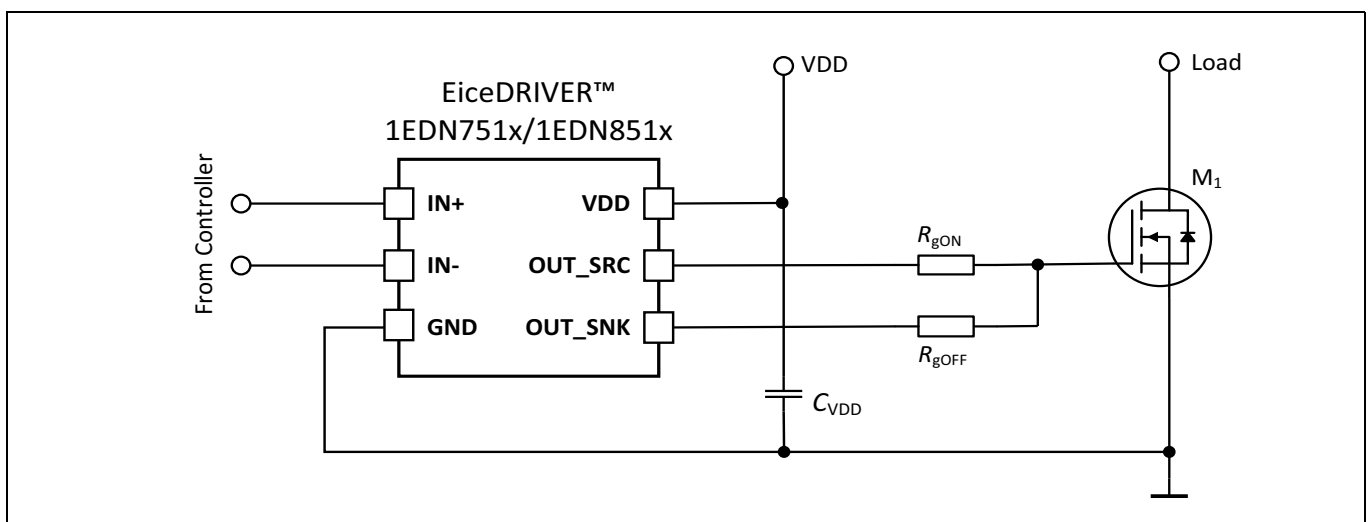 EiceDRIVER™
1EDN751x/1EDN851x
VDD
Load
From Controller
IN+
VDD
M1
IN-
OUT_SRC
RgON
GND
OUT_SNK
RgOFF
CVDD